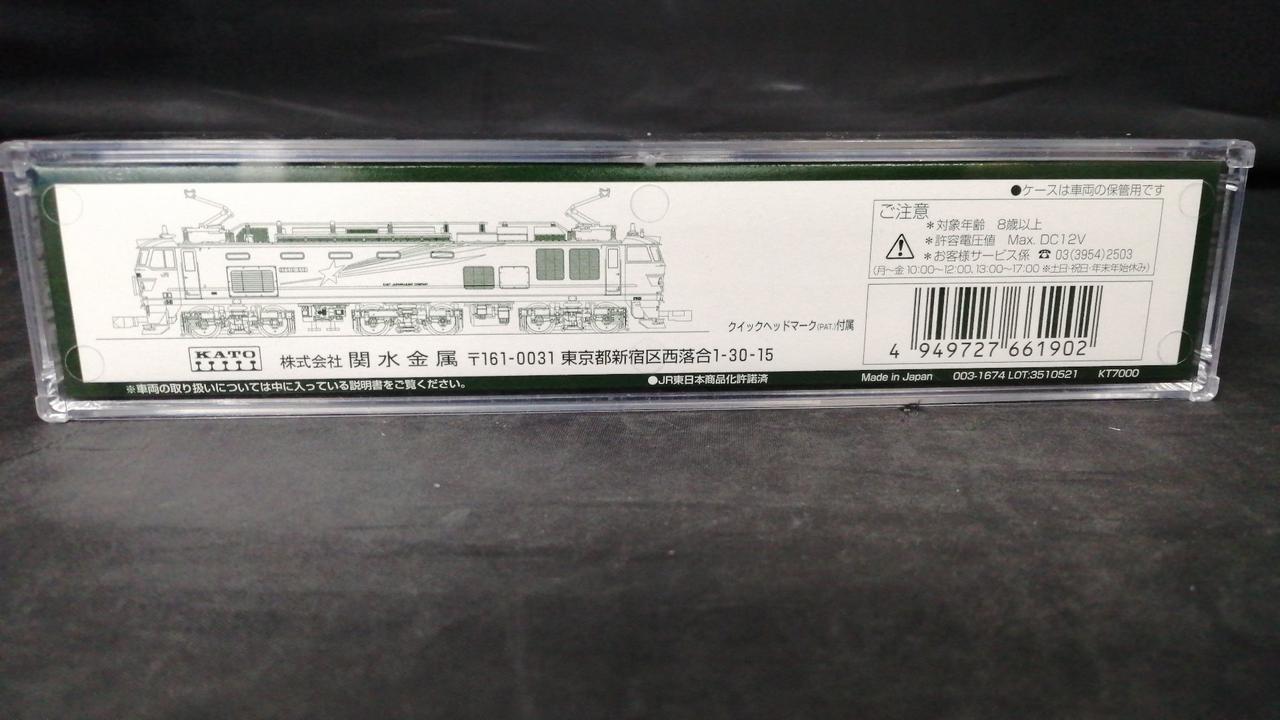 ●ケースは車両の保管用です
ご注意
＊対象年齢 8歳以上
＊許容電圧値 Max. DC12V
＊お客様サービス係 ☎ 03(3954)2503
(月〜金 10:00〜12:00, 13:00〜17:00 ※土日・祝日・年末年始休み)
クイックヘッドマーク(PAT.)付属
4 949727 661902
KATO 株式会社 関水金属 〒161-0031 東京都新宿区西落合1-30-15
※車両の取り扱いについては中に入っている説明書をご覧ください。 ●JR東日本商品化許諾済 Made in Japan 003-1674 LOT:3510521 KT7000